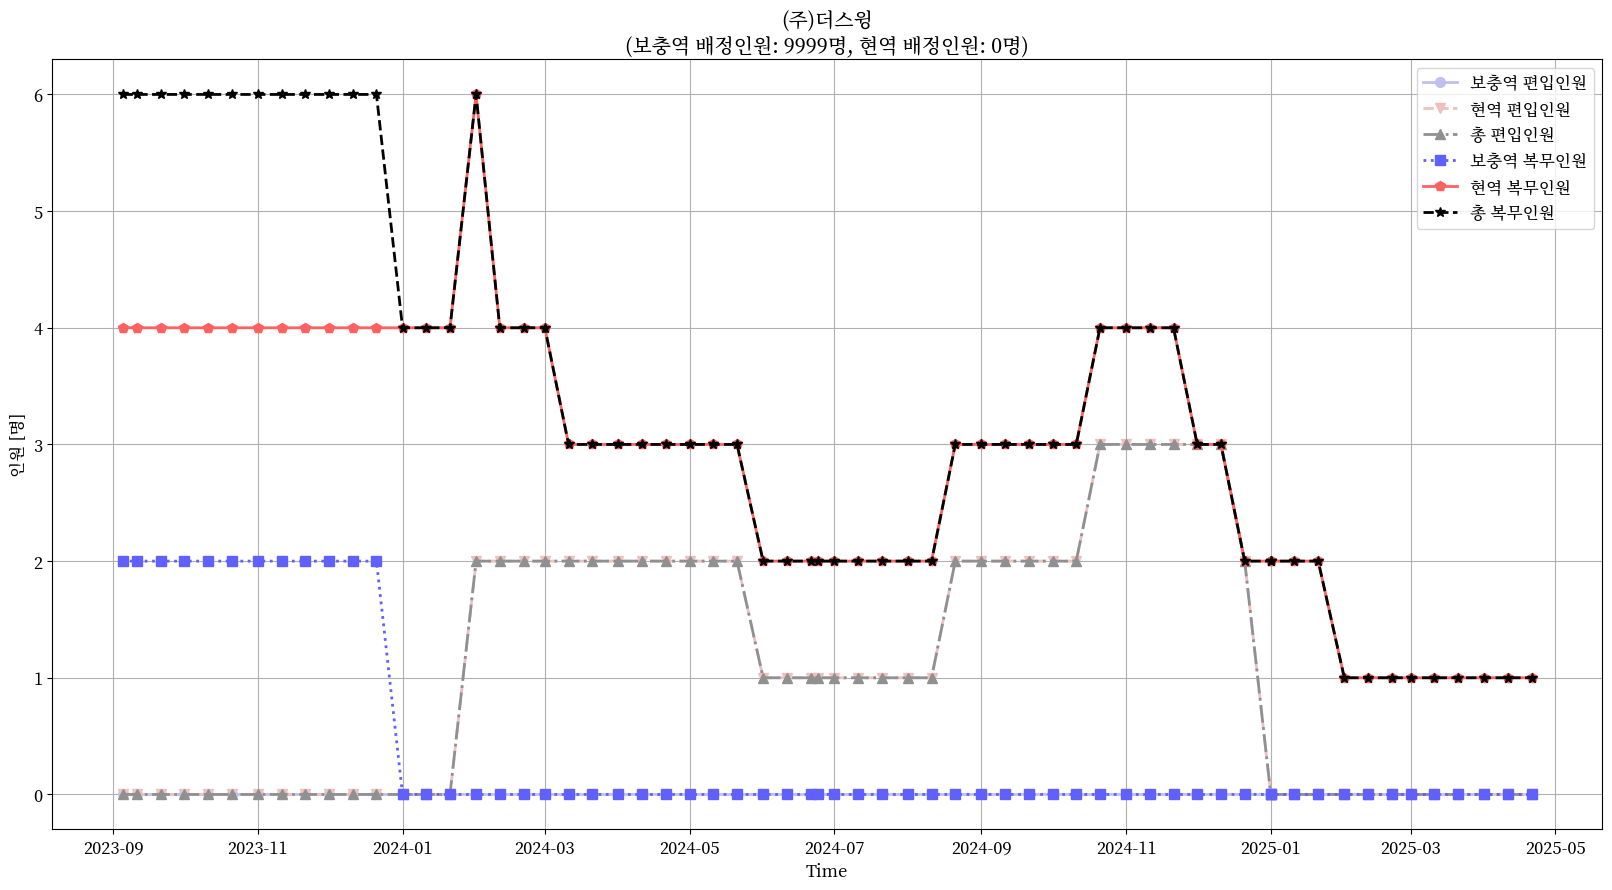 (주)더스윙
(보충역 배정인원: 9999명, 현역 배정인원: 0명)
보충역 편입인원
현역 편입인원
총 편입인원
보충역 복무인원
현역 복무인원
총 복무인원
인원 [명]
6
5
4
3
2
1
0
2023-09
2023-11
2024-01
2024-03
2024-05
2024-07
2024-09
2024-11
2025-01
2025-03
2025-05
Time